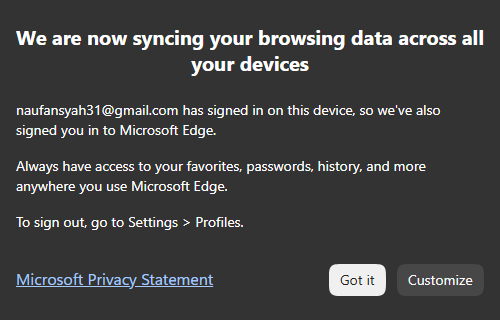 We are now syncing your browsing data across all
your devices
naufansyah31@gmail.com has signed in on this device, so we've also
signed you in to Microsoft Edge.
Always have access to your favorites, passwords, history, and more
anywhere you use Microsoft Edge.
To sign out, go to Settings > Profiles.
Microsoft Privacy Statement
Got it
Customize